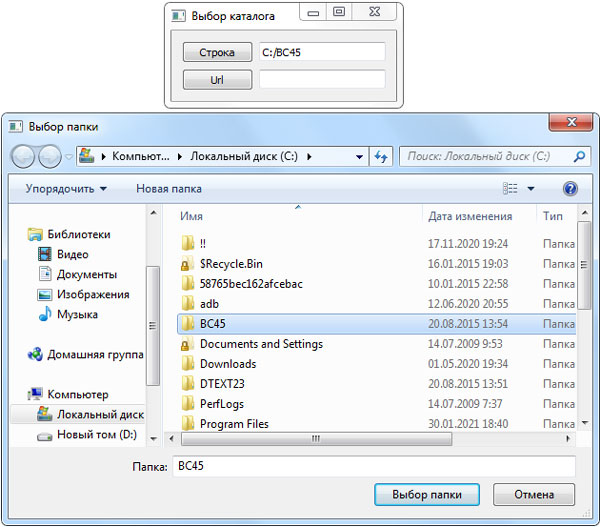 Выбор каталога
Строка C:/BC45
Url
Выбор папки
Компьют... Локальный диск (C:) Поиск: Локальный диск (C:)
Упорядочить Новая папка
Имя Дата изменения Тип
Библиотеки
Видео
Документы
Изображения
Музыка
Домашняя группа
Компьютер
Локальный диск
Новый том (D:)
!! 17.11.2020 19:24 Папка
$Recycle.Bin 16.01.2015 19:03 Папка
58765bec162afcebac 10.01.2015 22:58 Папка
adb 12.06.2020 20:55 Папка
BC45 20.08.2015 13:54 Папка
Documents and Settings 14.07.2009 9:53 Папка
Downloads 01.05.2020 19:34 Папка
DTEXT23 20.08.2015 13:51 Папка
PerfLogs 14.07.2009 7:37 Папка
Program Files 30.01.2021 18:40 Папка
Папка: BC45
Выбор папки Отмена